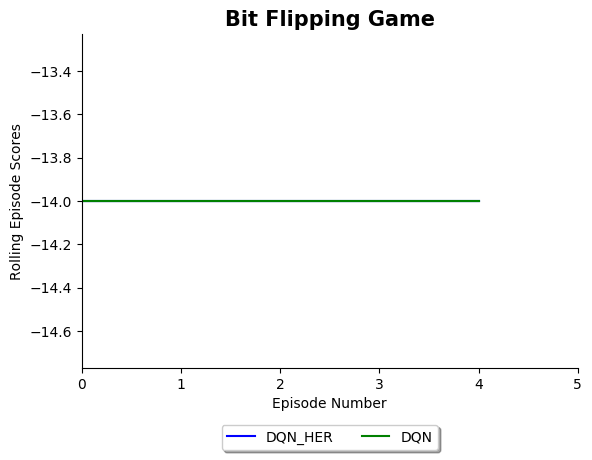 Bit Flipping Game
−13.4
−13.6
−13.8
−14.0
−14.2
−14.4
−14.6
Rolling Episode Scores
0 1 2 3 4 5
Episode Number
DQN_HER DQN